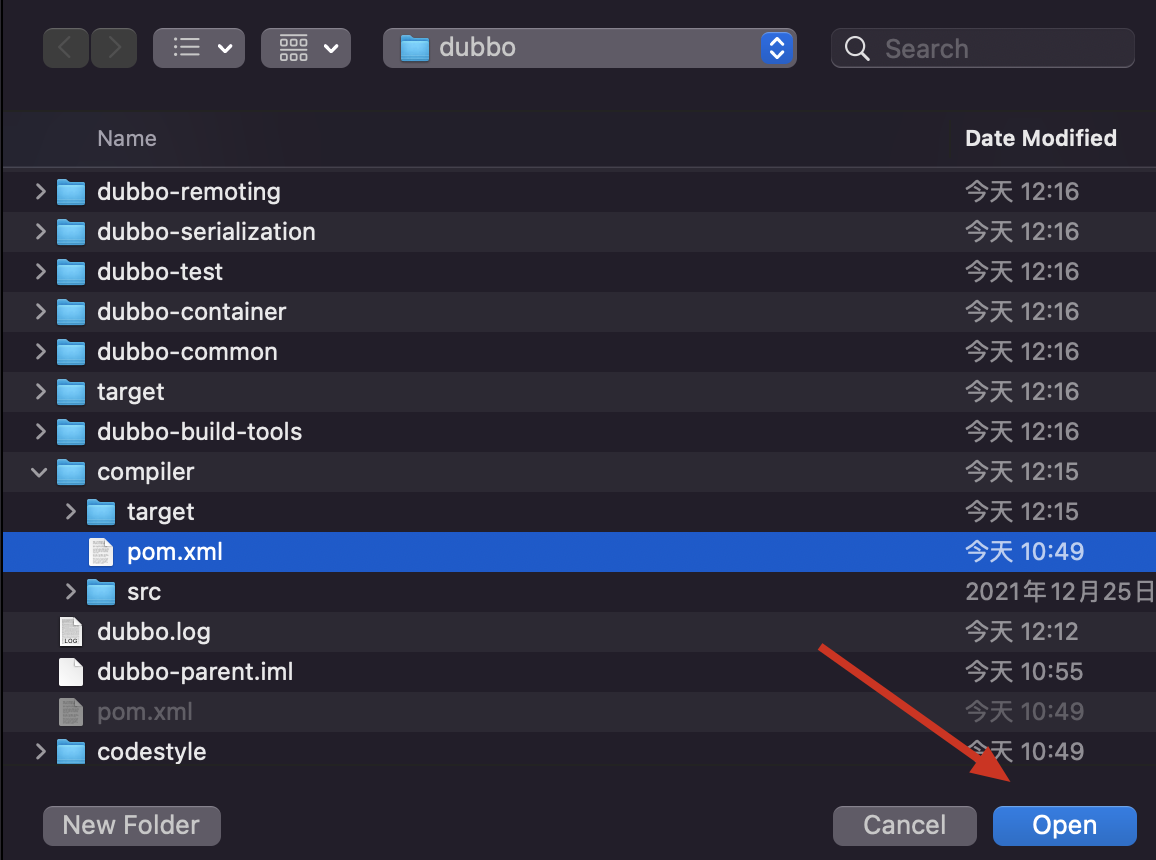 dubbo
Search
Name Date Modified
dubbo-remoting 今天 12:16
dubbo-serialization 今天 12:16
dubbo-test 今天 12:16
dubbo-container 今天 12:16
dubbo-common 今天 12:16
target 今天 12:16
dubbo-build-tools 今天 12:16
compiler 今天 12:15
target 今天 12:15
pom.xml 今天 10:49
src 2021年12月25日
LOG dubbo.log 今天 12:12
dubbo-parent.iml 今天 10:55
pom.xml 今天 10:49
codestyle 今天 10:49
New Folder Cancel Open